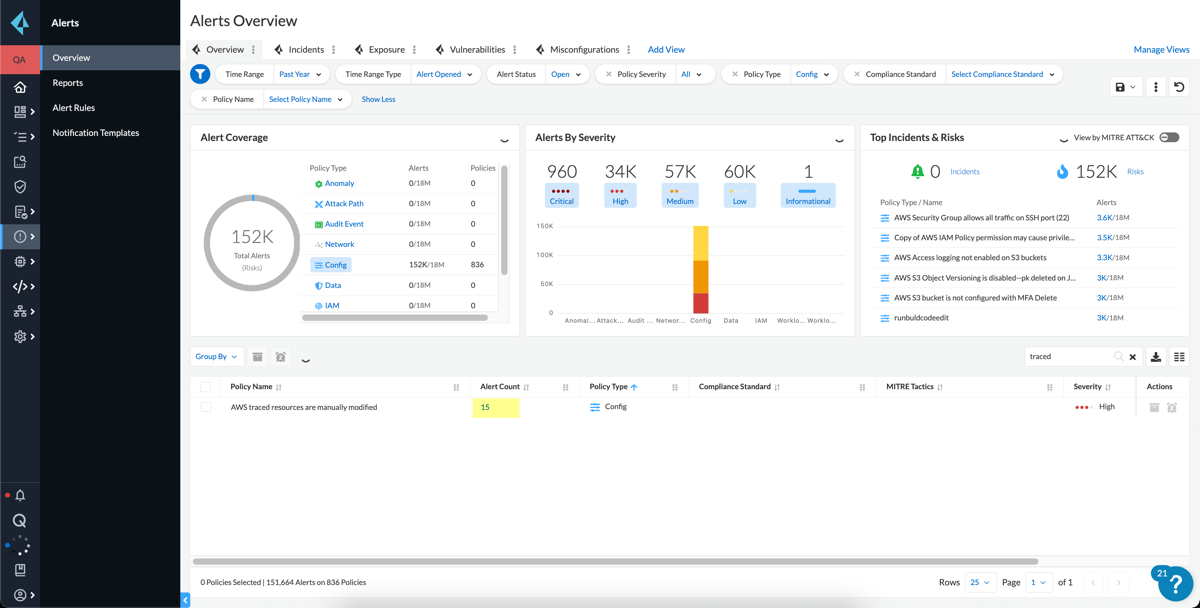 Alerts
Alerts Overview
QA
Overview
Reports
Alert Rules
Notification Templates
Overview
Incidents
Exposure
Vulnerabilities
Misconfigurations
Add View
Manage Views
Time Range Past Year
Time Range Type Alert Opened
Alert Status Open
Policy Severity All
Policy Type Config
Compliance Standard Select Compliance Standard
Policy Name Select Policy Name
Show Less
Alert Coverage
152K
Total Alerts
(Risks)
Policy Type Alerts Policies
Anomaly 0/18M 0
Attack Path 0/18M 0
Audit Event 0/18M 0
Network 0/18M 0
Config 152K/18M 836
Data 0/18M 0
IAM 0/18M 0
Alerts By Severity
960 34K 57K 60K 1
Critical High Medium Low Informational
150K
100K
50K
0
Anomal... Attack... Audit ... Networ... Config Data IAM Worklo... Worklo...
Top Incidents & Risks
View by MITRE ATT&CK
0 Incidents
152K Risks
Policy Type / Name Alerts
AWS Security Group allows all traffic on SSH port (22) 3.6K/18M
Copy of AWS IAM Policy permission may cause privile... 3.5K/18M
AWS Access logging not enabled on S3 buckets 3.3K/18M
AWS S3 Object Versioning is disabled--pk deleted on J... 3K/18M
AWS S3 bucket is not configured with MFA Delete 3K/18M
runbuldcodeedit 3K/18M
Group By
traced
Policy Name Alert Count Policy Type Compliance Standard MITRE Tactics Severity Actions
AWS traced resources are manually modified 15 Config High
0 Policies Selected | 151,664 Alerts on 836 Policies
Rows 25 Page 1 of 1
21
?